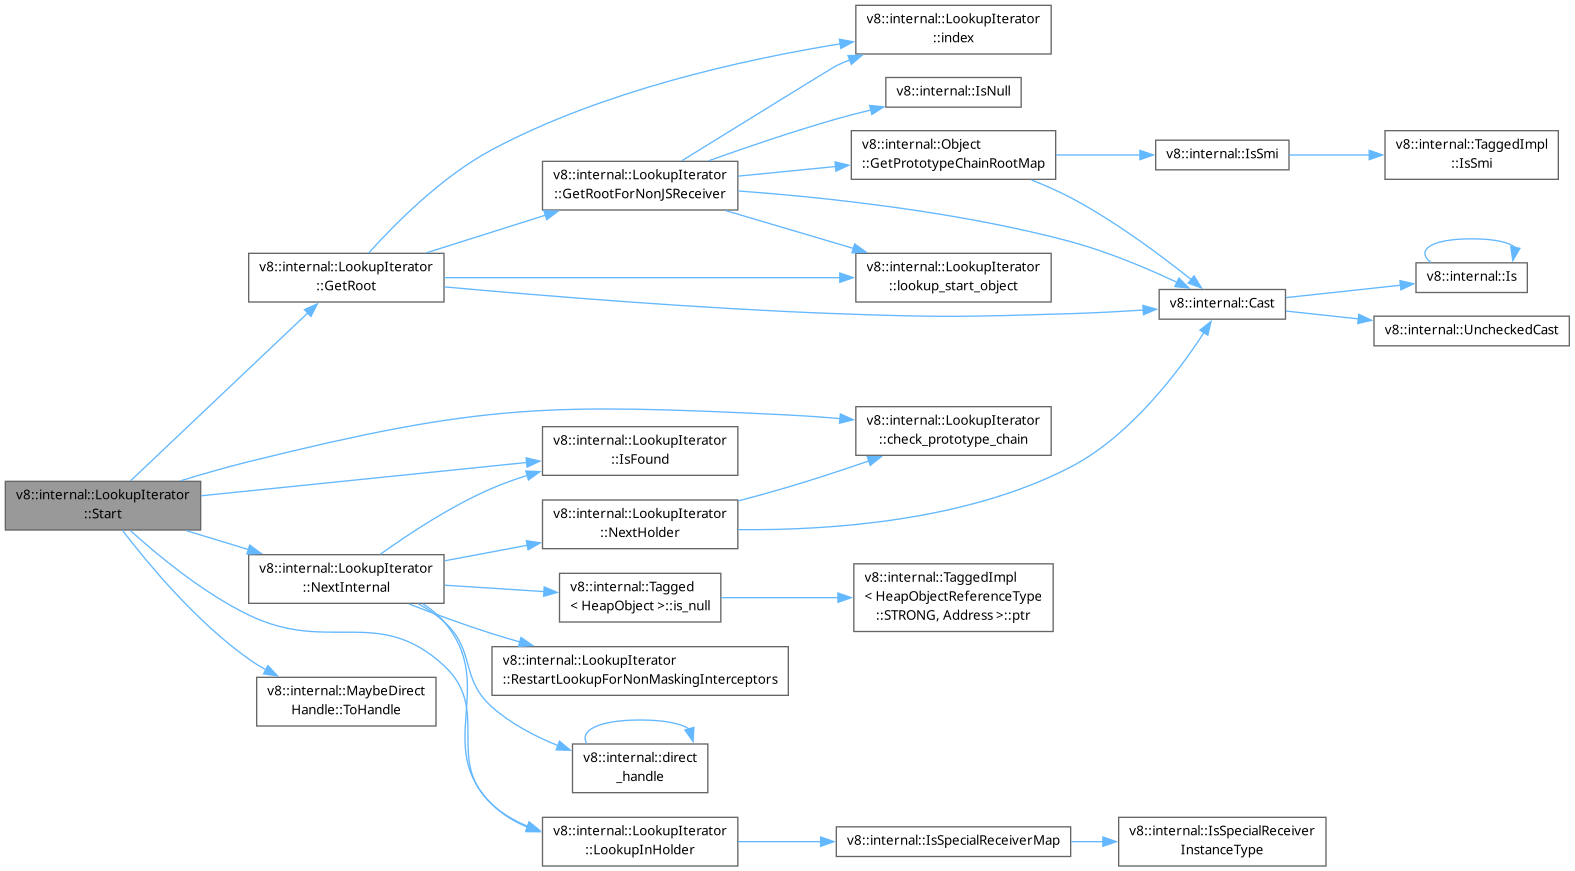 v8::internal::LookupIterator
::Start
v8::internal::LookupIterator
::GetRoot
v8::internal::LookupIterator
::NextInternal
v8::internal::MaybeDirect
Handle::ToHandle
v8::internal::LookupIterator
::GetRootForNonJSReceiver
v8::internal::LookupIterator
::IsFound
v8::internal::LookupIterator
::NextHolder
v8::internal::Tagged
< HeapObject >::is_null
v8::internal::LookupIterator
::RestartLookupForNonMaskingInterceptors
v8::internal::direct
_handle
v8::internal::LookupIterator
::LookupInHolder
v8::internal::LookupIterator
::index
v8::internal::IsNull
v8::internal::Object
::GetPrototypeChainRootMap
v8::internal::LookupIterator
::lookup_start_object
v8::internal::LookupIterator
::check_prototype_chain
v8::internal::TaggedImpl
< HeapObjectReferenceType
::STRONG, Address >::ptr
v8::internal::IsSpecialReceiverMap
v8::internal::IsSmi
v8::internal::Cast
v8::internal::IsSpecialReceiver
InstanceType
v8::internal::TaggedImpl
::IsSmi
v8::internal::Is
v8::internal::UncheckedCast